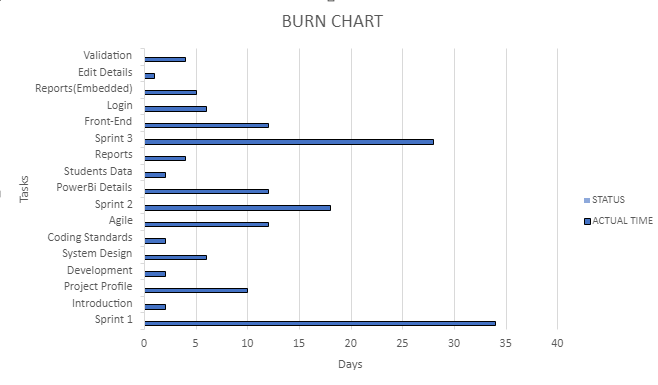 BURN CHART
Validation
Edit Details
Reports(Embedded)
Login
Front-End
Sprint 3
Reports
Students Data
PowerBi Details
Sprint 2
Agile
Coding Standards
System Design
Development
Project Profile
Introduction
Sprint 1
Tasks
0 5 10 15 20 25 30 35 40
Days
STATUS
ACTUAL TIME